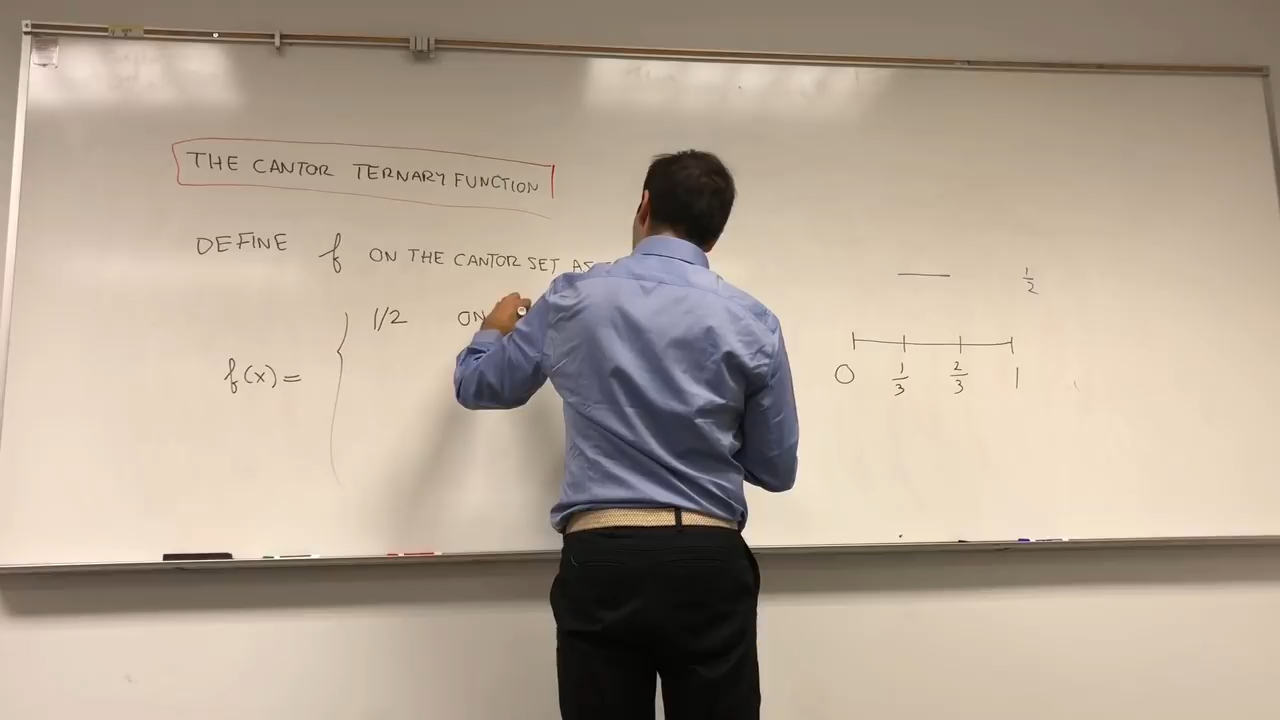 THE CANTOR TERNARY FUNCTION
DEFINE f ON THE CANTOR SET AS
1/2 ON
f(x) =
1/2
0 1/3 2/3 1